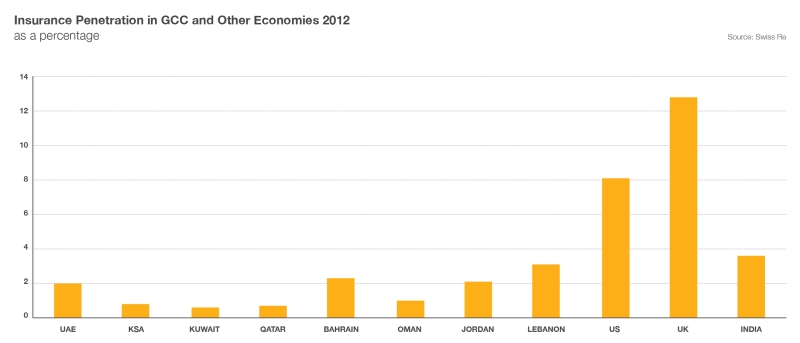 Insurance Penetration in GCC and Other Economies 2012
as a percentage
Source: Swiss Re
14
12
10
8
6
4
2
0
UAE KSA KUWAIT QATAR BAHRAIN OMAN JORDAN LEBANON US UK INDIA